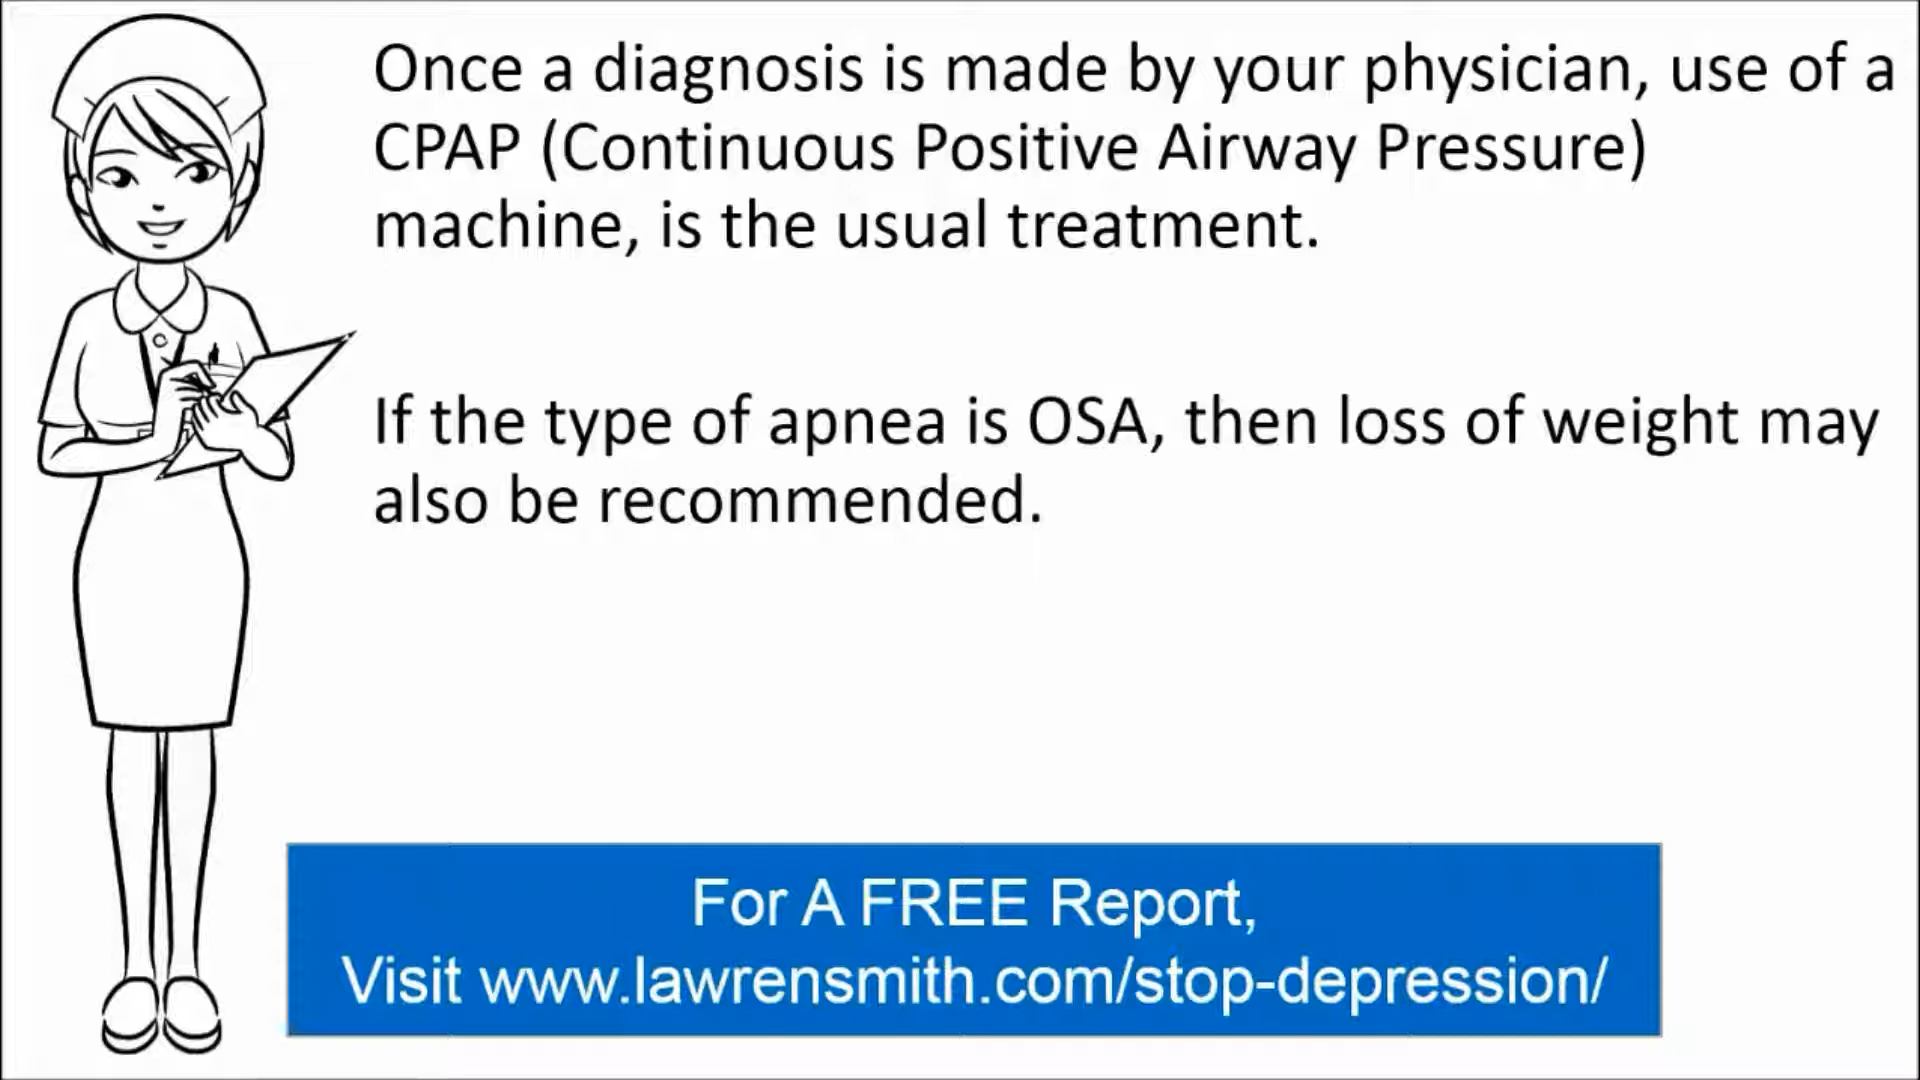 Once a diagnosis is made by your physician, use of a
CPAP (Continuous Positive Airway Pressure)
machine, is the usual treatment.
If the type of apnea is OSA, then loss of weight may
also be recommended.
For A FREE Report,
Visit www.lawrensmith.com/stop-depression/